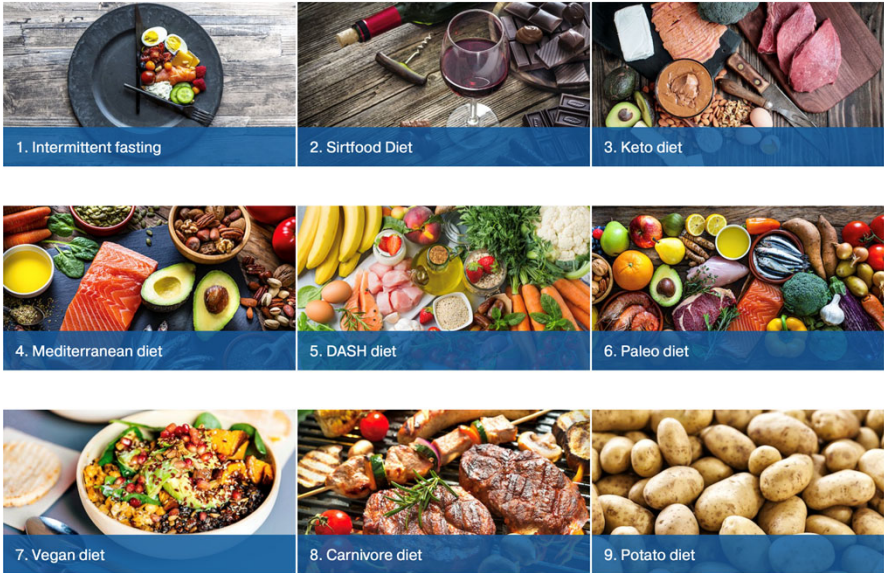 1. Intermittent fasting
2. Sirtfood Diet
3. Keto diet
4. Mediterranean diet
5. DASH diet
6. Paleo diet
7. Vegan diet
8. Carnivore diet
9. Potato diet